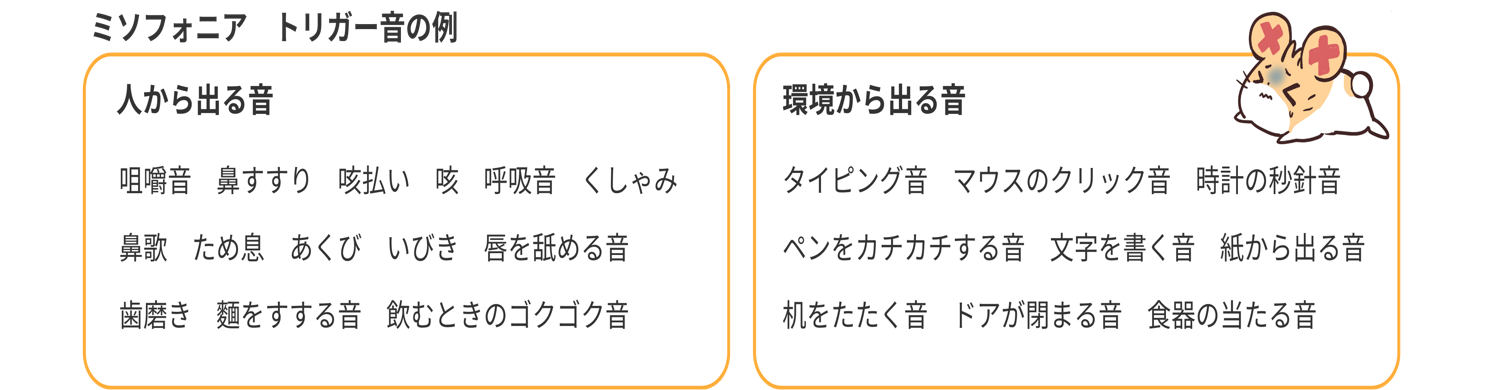 ミソフォニア　トリガー音の例
人から出る音
咀嚼音　鼻すすり　咳払い　咳　呼吸音　くしゃみ
鼻歌　ため息　あくび　いびき　唇を舐める音
歯磨き　麺をすする音　飲むときのゴクゴク音
環境から出る音
タイピング音　マウスのクリック音　時計の秒針音
ペンをカチカチする音　文字を書く音　紙から出る音
机をたたく音　ドアが閉まる音　食器の当たる音